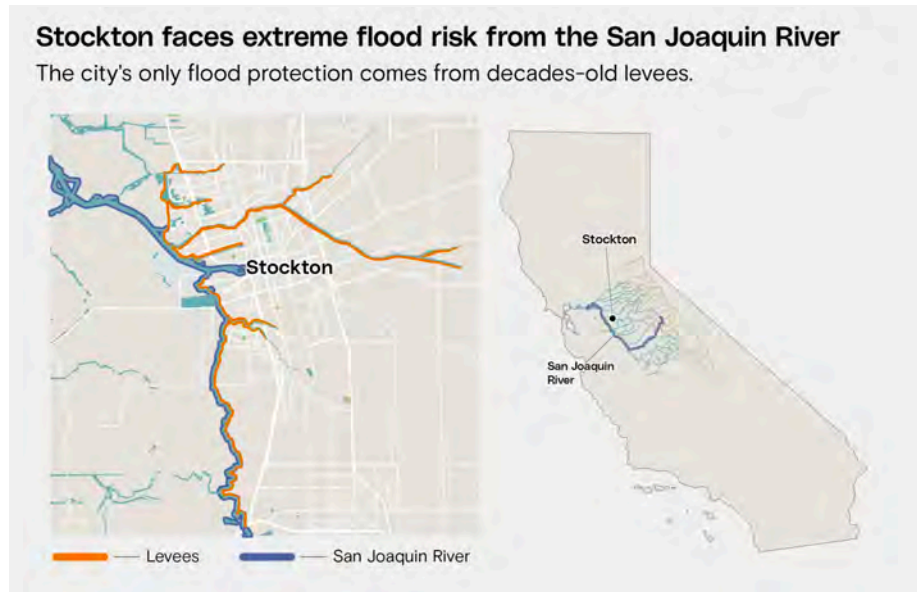 Stockton faces extreme flood risk from the San Joaquin River
The city's only flood protection comes from decades-old levees.
Stockton
Stockton
San Joaquin
River
Levees
San Joaquin River